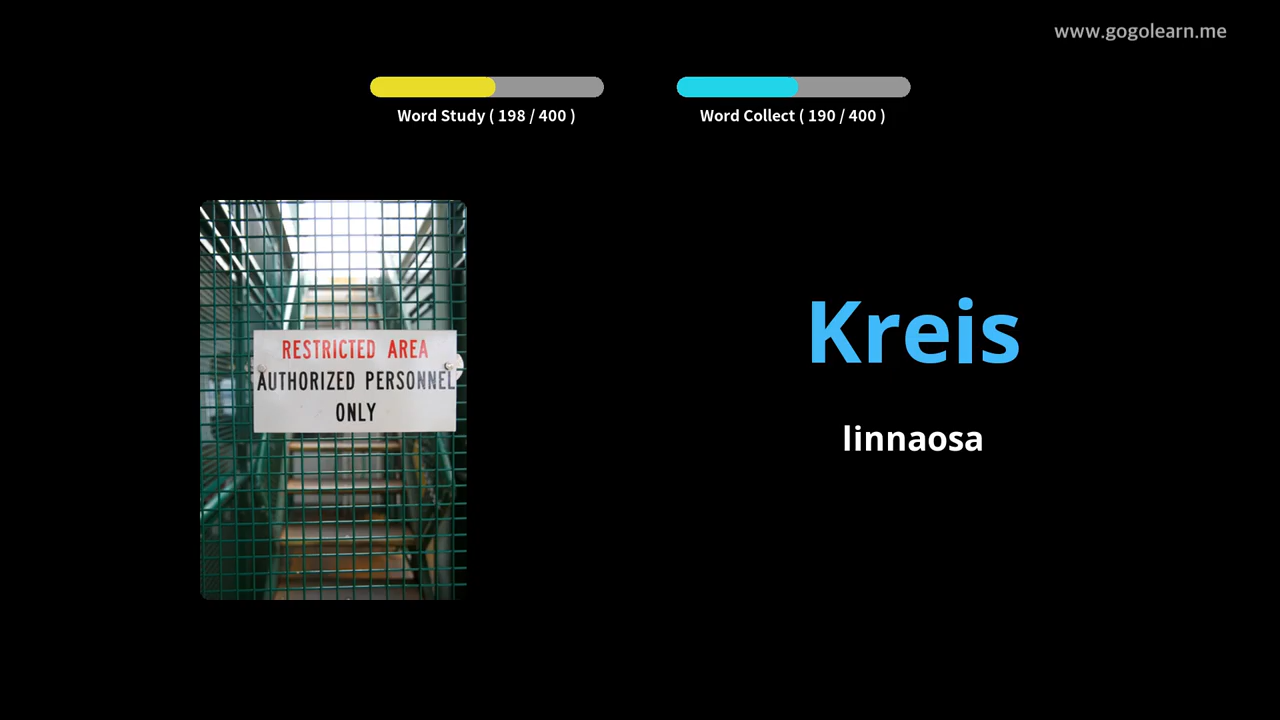 www.gogolearn.me
Word Study ( 198 / 400 )
Word Collect ( 190 / 400 )
RESTRICTED AREA
AUTHORIZED PERSONNEL
ONLY
Kreis
linnaosa